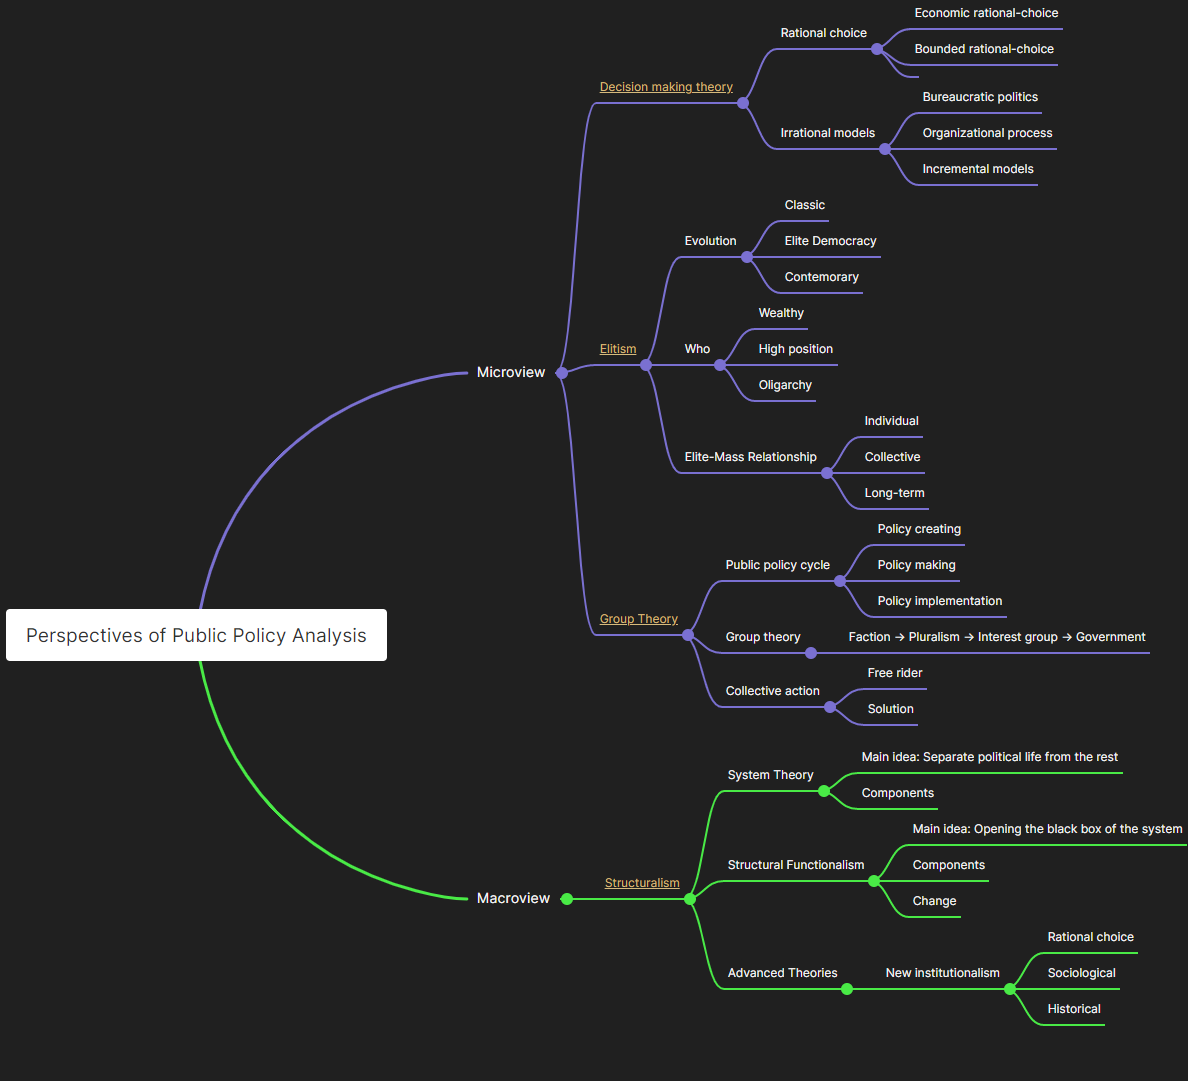 Perspectives of Public Policy Analysis
Microview
Decision making theory
Rational choice
Economic rational-choice
Bounded rational-choice
Irrational models
Bureaucratic politics
Organizational process
Incremental models
Elitism
Evolution
Classic
Elite Democracy
Contemorary
Who
Wealthy
High position
Oligarchy
Elite-Mass Relationship
Individual
Collective
Long-term
Group Theory
Public policy cycle
Policy creating
Policy making
Policy implementation
Group theory
Faction → Pluralism → Interest group → Government
Collective action
Free rider
Solution
Macroview
Structuralism
System Theory
Main idea: Separate political life from the rest
Components
Structural Functionalism
Main idea: Opening the black box of the system
Components
Change
Advanced Theories
New institutionalism
Rational choice
Sociological
Historical